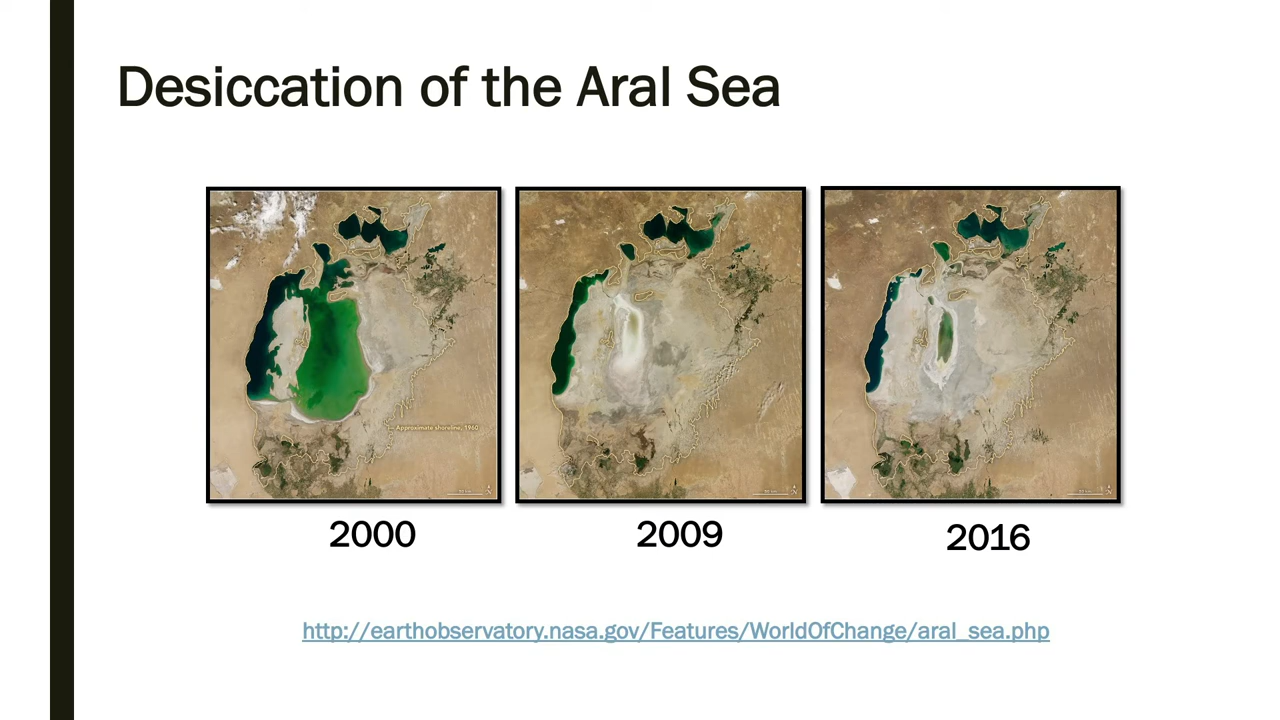 Desiccation of the Aral Sea
Approximate shoreline, 1960
2000
2009
2016
http://earthobservatory.nasa.gov/Features/WorldOfChange/aral_sea.php